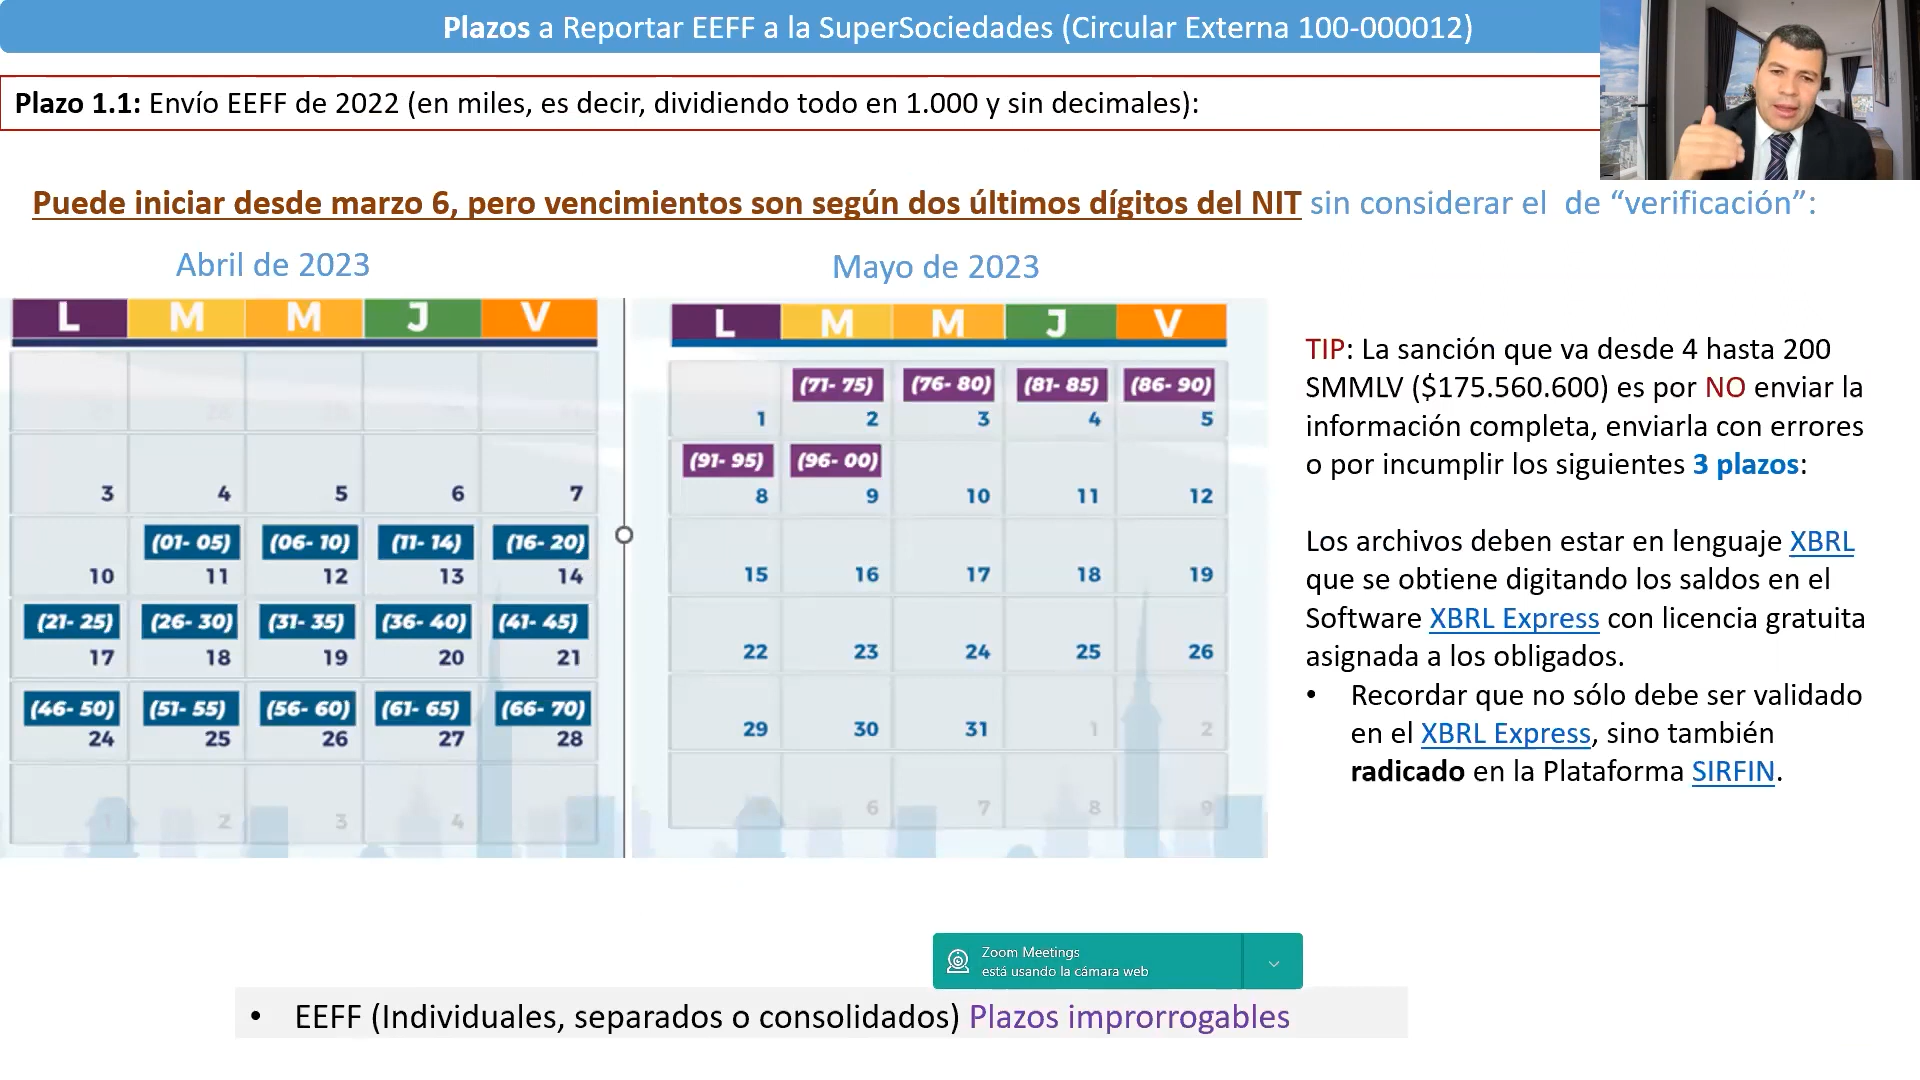 Plazos a Reportar EEFF a la SuperSociedades (Circular Externa 100-000012)
Plazo 1.1: Envío EEFF de 2022 (en miles, es decir, dividiendo todo en 1.000 y sin decimales):
Puede iniciar desde marzo 6, pero vencimientos son según dos últimos dígitos del NIT sin considerar el de “verificación”:
Abril de 2023
L M M J V
3 4 5 6 7
(01- 05) (06- 10) (11- 14) (16- 20)
10 11 12 13 14
(21- 25) (26- 30) (31- 35) (36- 40) (41- 45)
17 18 19 20 21
(46- 50) (51- 55) (56- 60) (61- 65) (66- 70)
24 25 26 27 28
2 3 4
Mayo de 2023
L M M J V
(71- 75) (76- 80) (81- 85) (86- 90)
1 2 3 4 5
(91- 95) (96- 00)
8 9 10 11 12
15 16 17 18 19
22 23 24 25 26
29 30 31 1 2
6 7 8 9
TIP: La sanción que va desde 4 hasta 200
SMMLV ($175.560.600) es por NO enviar la
información completa, enviarla con errores
o por incumplir los siguientes 3 plazos:
Los archivos deben estar en lenguaje XBRL
que se obtiene digitando los saldos en el
Software XBRL Express con licencia gratuita
asignada a los obligados.
• Recordar que no sólo debe ser validado
en el XBRL Express, sino también
radicado en la Plataforma SIRFIN.
Zoom Meetings
está usando la cámara web
• EEFF (Individuales, separados o consolidados) Plazos improrrogables